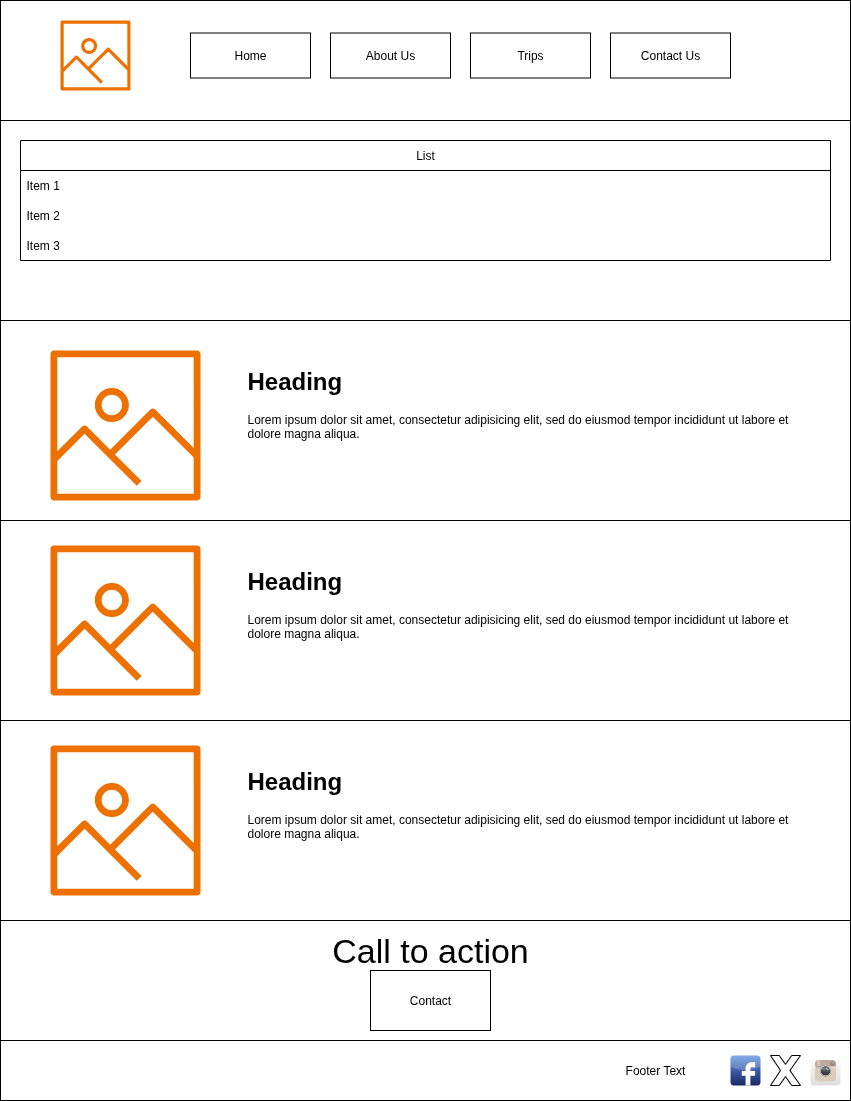 Home
About Us
Trips
Contact Us
List
Item 1
Item 2
Item 3
Heading
Lorem ipsum dolor sit amet, consectetur adipisicing elit, sed do eiusmod tempor incididunt ut labore et
dolore magna aliqua.
Heading
Lorem ipsum dolor sit amet, consectetur adipisicing elit, sed do eiusmod tempor incididunt ut labore et
dolore magna aliqua.
Heading
Lorem ipsum dolor sit amet, consectetur adipisicing elit, sed do eiusmod tempor incididunt ut labore et
dolore magna aliqua.
Call to action
Contact
Footer Text